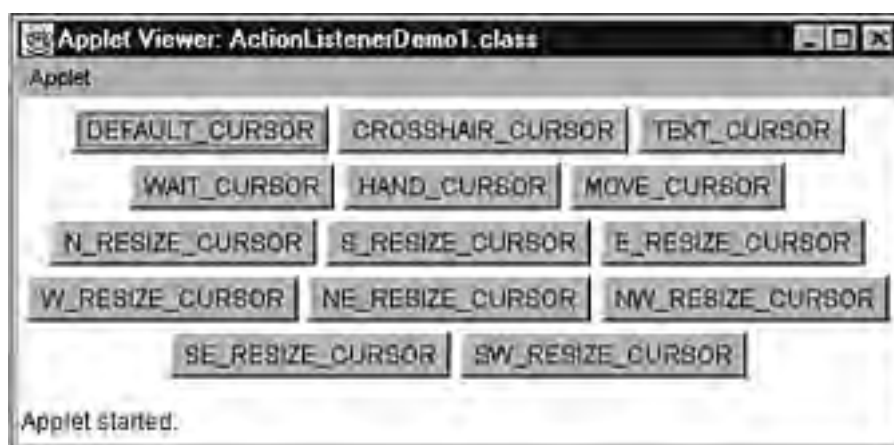 Applet Viewer: ActionListenerDemo1.class
Applet
DEFAULT_CURSOR CROSSHAIR_CURSOR TEXT_CURSOR
WAIT_CURSOR HAND_CURSOR MOVE_CURSOR
N_RESIZE_CURSOR S_RESIZE_CURSOR E_RESIZE_CURSOR
W_RESIZE_CURSOR NE_RESIZE_CURSOR NW_RESIZE_CURSOR
SE_RESIZE_CURSOR SW_RESIZE_CURSOR
Applet started.